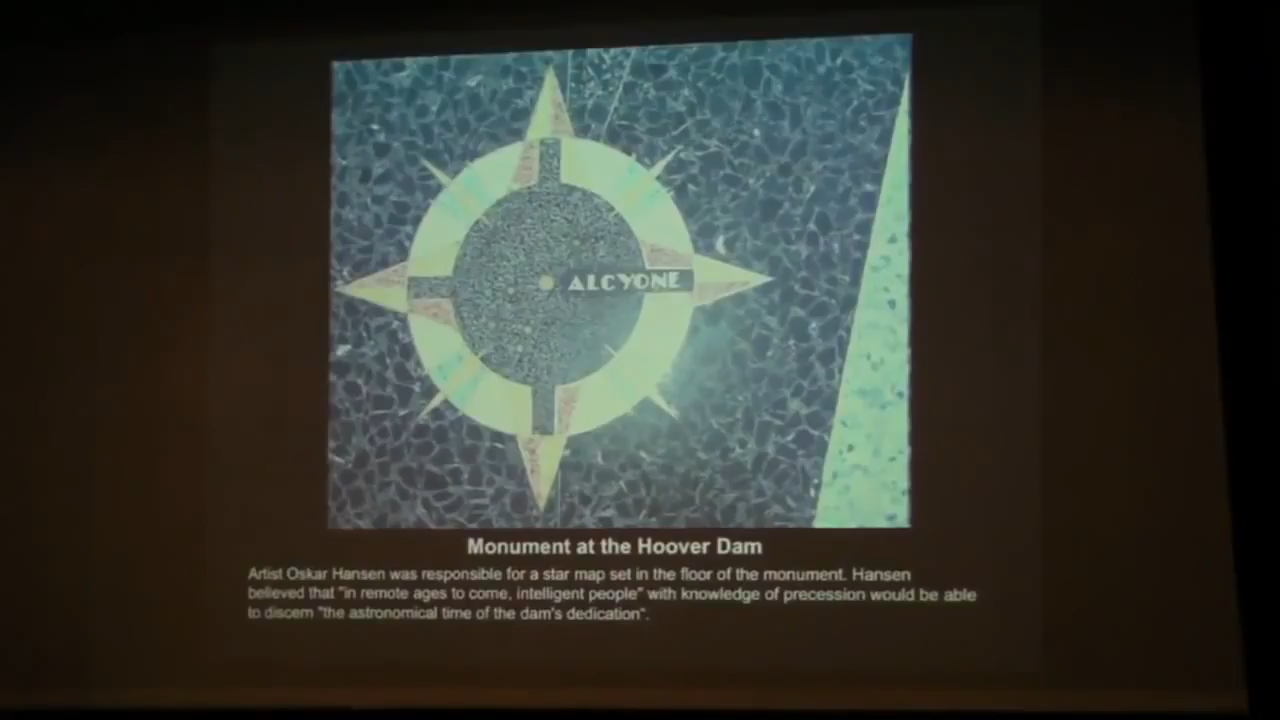 ALCYONE
Monument at the Hoover Dam
Artist Oskar Hansen was responsible for a star map set in the floor of the monument. Hansen
believed that "in remote ages to come, intelligent people" with knowledge of precession would be able
to discern "the astronomical time of the dam's dedication".